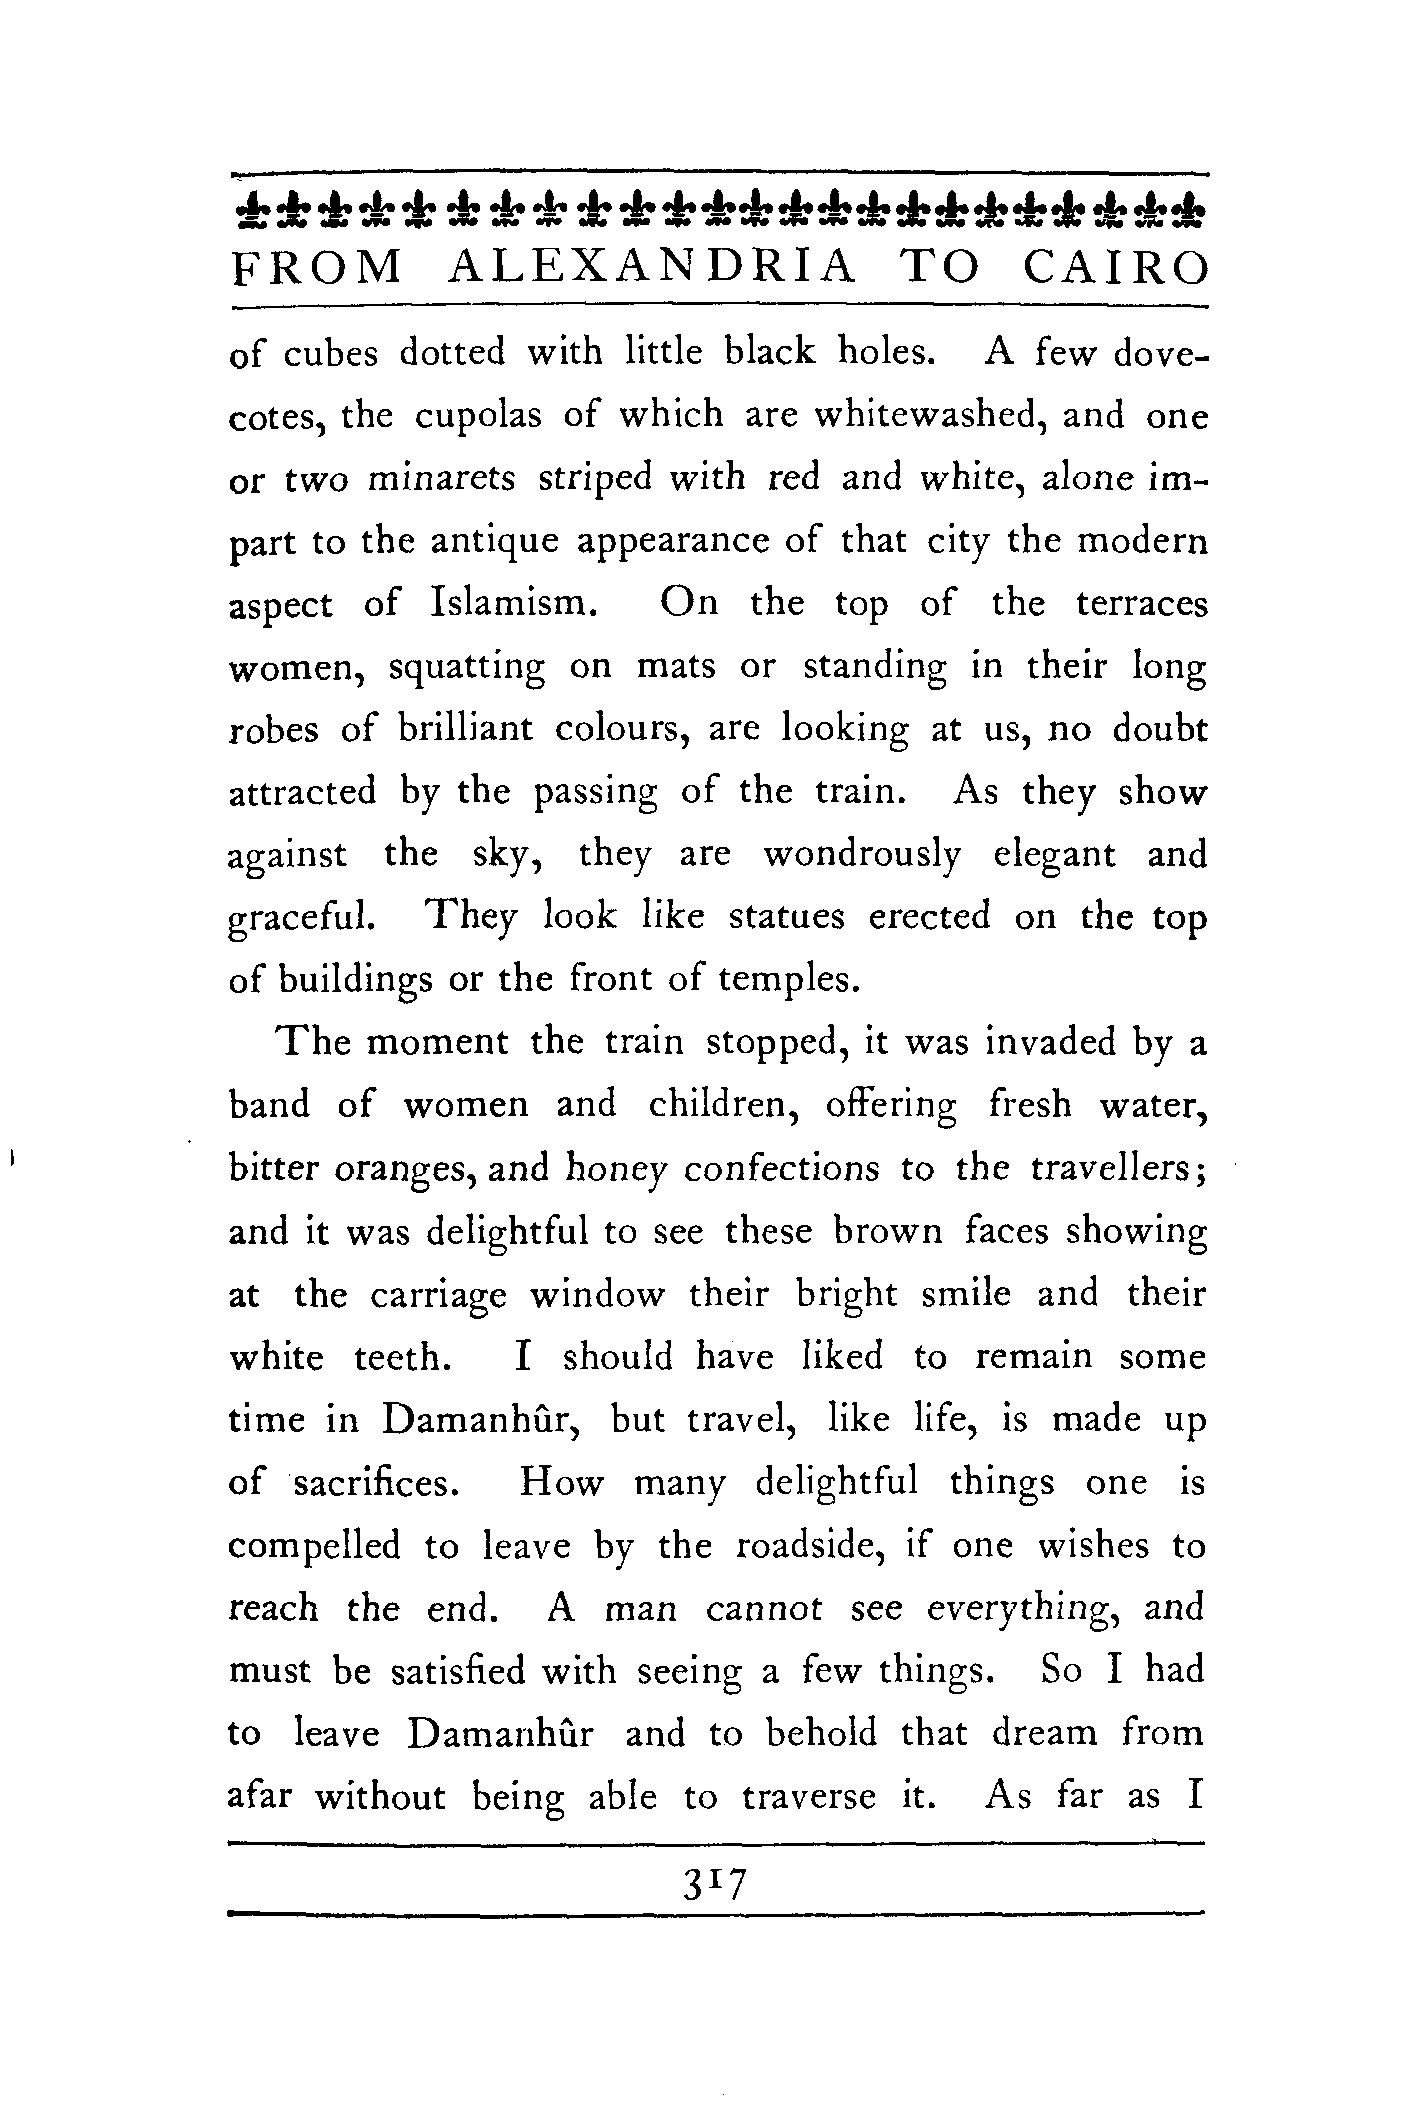 FROM ALEXANDRIA TO CAIRO
of cubes dotted with little black holes. A few dove-
cotes, the cupolas of which are whitewashed, and one
or two minarets striped with red and white, alone im-
part to the antique appearance of that city the modern
aspect of Islamism. On the top of the terraces
women, squatting on mats or standing in their long
robes of brilliant colours, are looking at us, no doubt
attracted by the passing of the train. As they show
against the sky, they are wondrously elegant and
graceful. They look like statues erected on the top
of buildings or the front of temples.
The moment the train stopped, it was invaded by a
band of women and children, offering fresh water,
bitter oranges, and honey confections to the travellers;
and it was delightful to see these brown faces showing
at the carriage window their bright smile and their
white teeth. I should have liked to remain some
time in Damanhûr, but travel, like life, is made up
of sacrifices. How many delightful things one is
compelled to leave by the roadside, if one wishes to
reach the end. A man cannot see everything, and
must be satisfied with seeing a few things. So I had
to leave Damanhûr and to behold that dream from
afar without being able to traverse it. As far as I
317